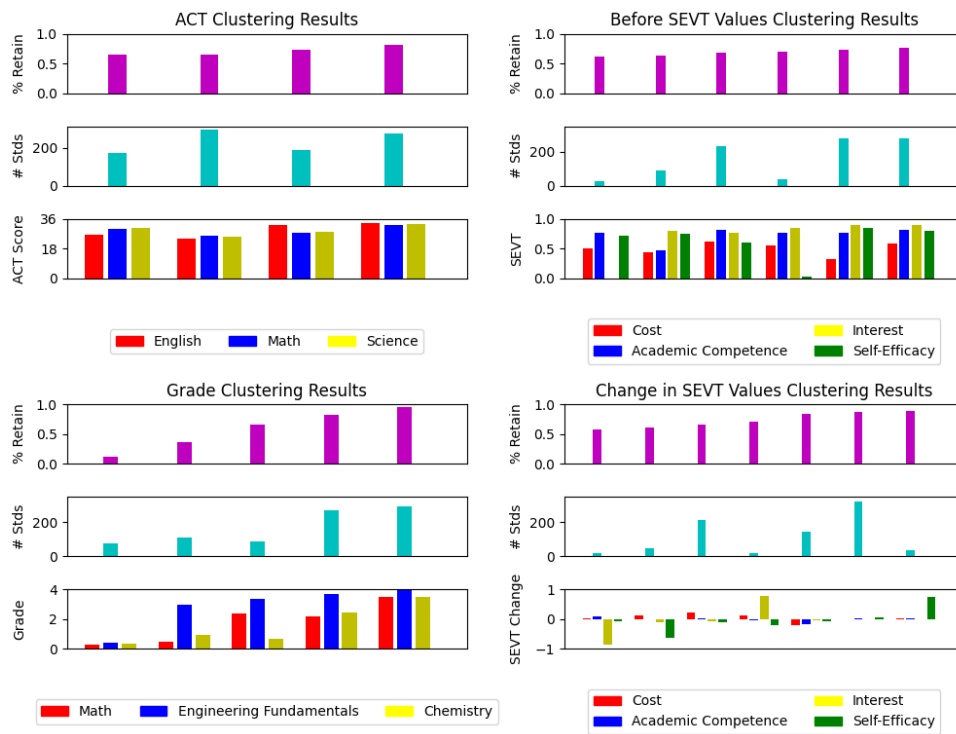 ACT Clustering Results
% Retain
1.0
0.5
0.0
# Stds
200
0
ACT Score
36
18
0
English Math Science
Before SEVT Values Clustering Results
% Retain
1.0
0.5
0.0
# Stds
200
0
SEVT
1.0
0.5
0.0
Cost Interest
Academic Competence Self-Efficacy
Grade Clustering Results
% Retain
1.0
0.5
0.0
# Stds
200
0
Grade
4
2
0
Math Engineering Fundamentals Chemistry
Change in SEVT Values Clustering Results
% Retain
1.0
0.5
0.0
# Stds
200
0
SEVT Change
1
0
−1
Cost Interest
Academic Competence Self-Efficacy